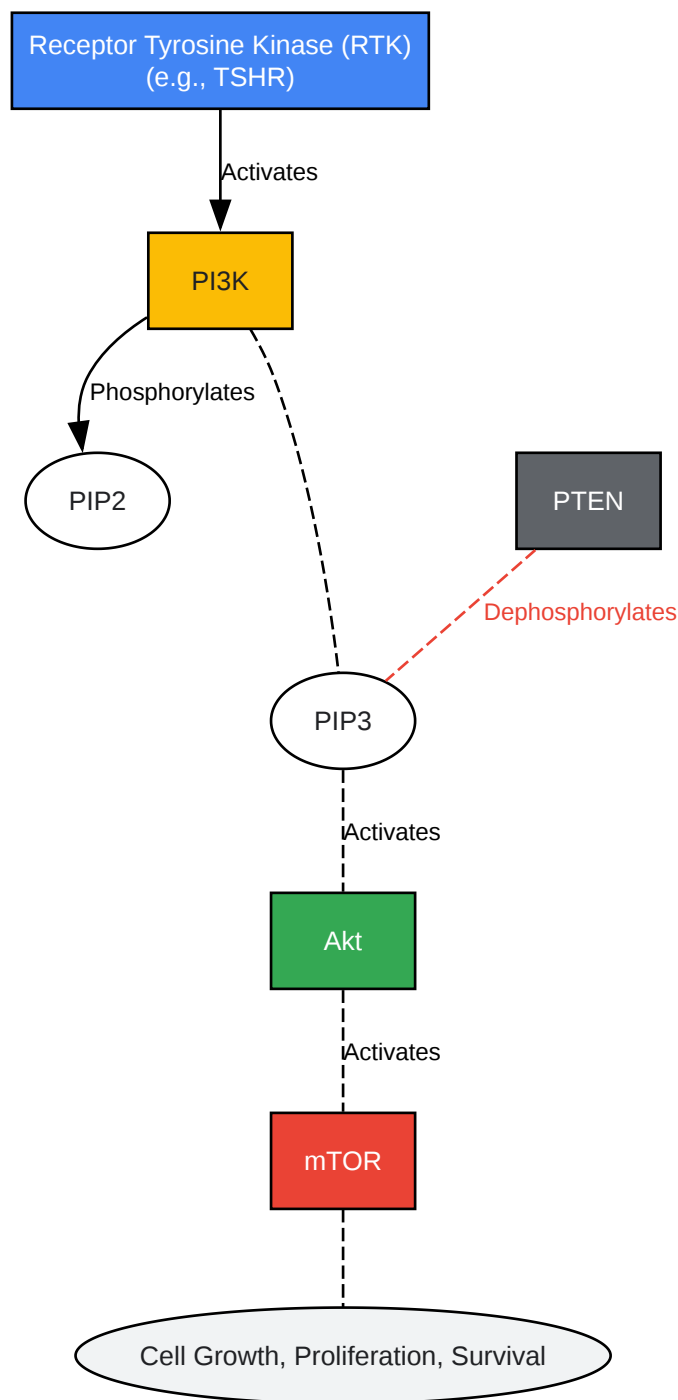 Receptor Tyrosine Kinase (RTK)
(e.g., TSHR)
Activates
PI3K
Phosphorylates
PIP2
PTEN
Dephosphorylates
PIP3
Activates
Akt
Activates
mTOR
Cell Growth, Proliferation, Survival